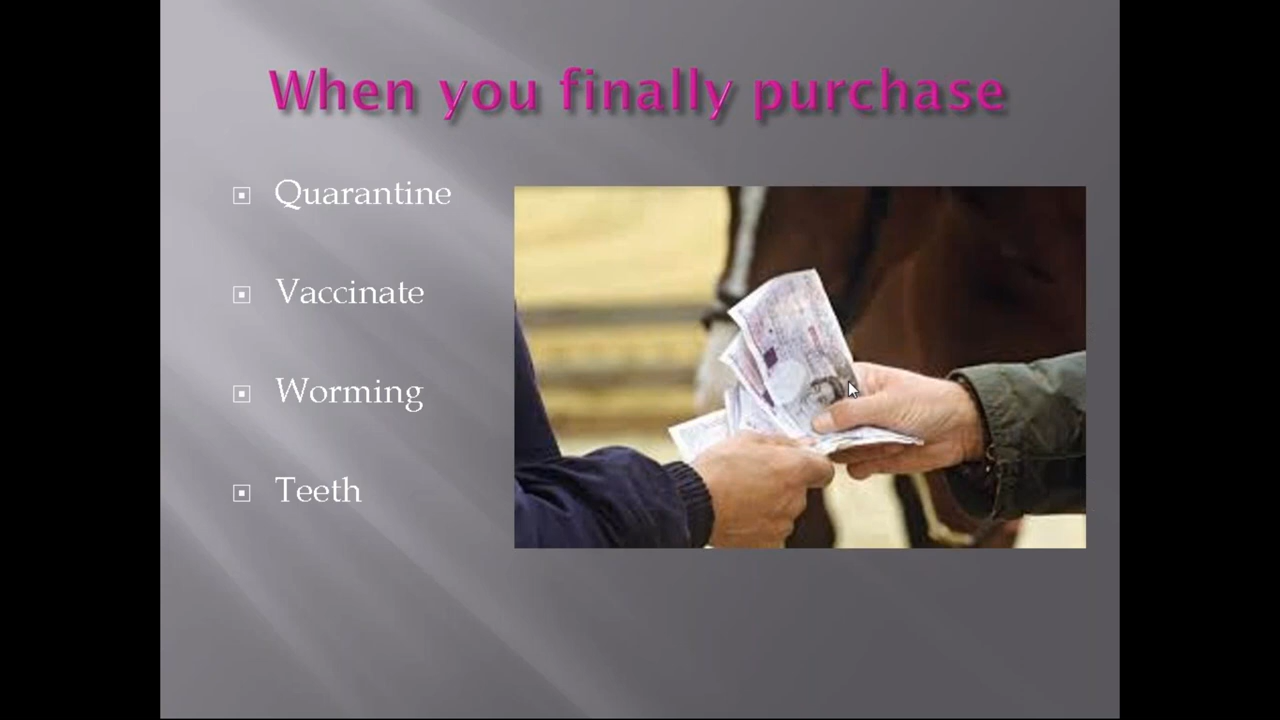 When you finally purchase
Quarantine
Vaccinate
Worming
Teeth